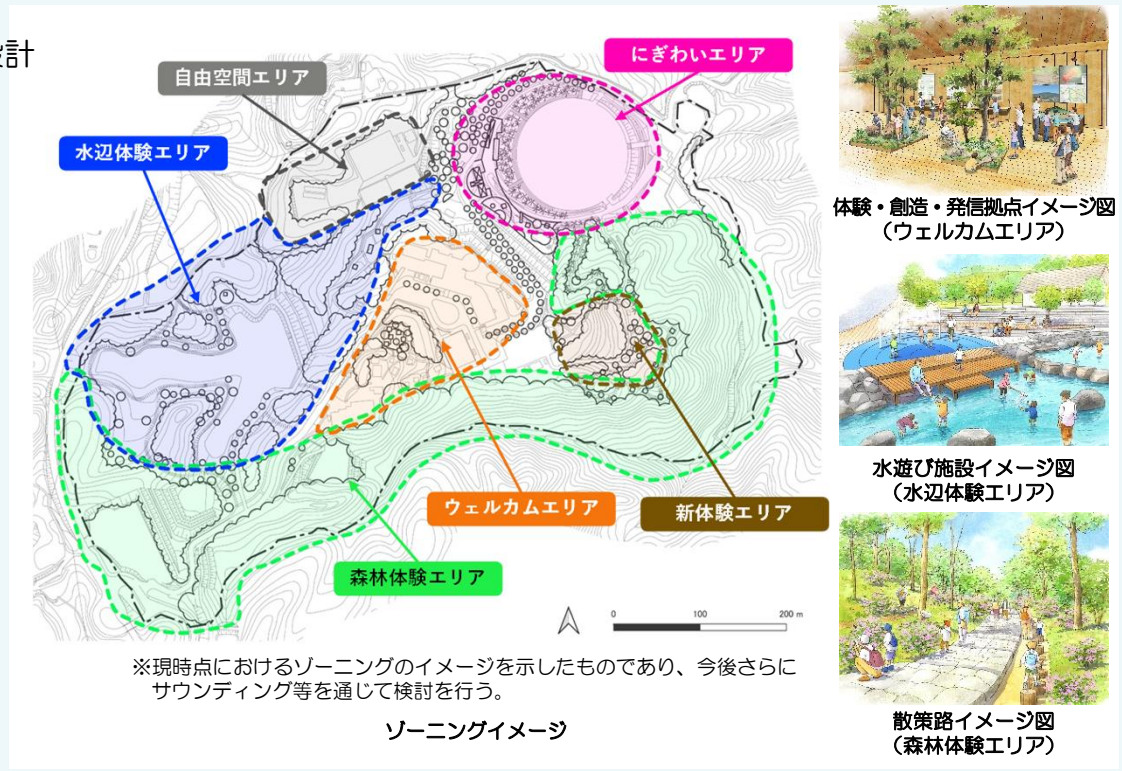 設計
自由空間エリア
にぎわいエリア
水辺体験エリア
ウェルカムエリア
新体験エリア
森林体験エリア
0 100 200 m
※現時点におけるゾーニングのイメージを示したものであり、今後さらに
サウンディング等を通じて検討を行う。
ゾーニングイメージ
体験・創造・発信拠点イメージ図
（ウェルカムエリア）
水遊び施設イメージ図
（水辺体験エリア）
散策路イメージ図
（森林体験エリア）